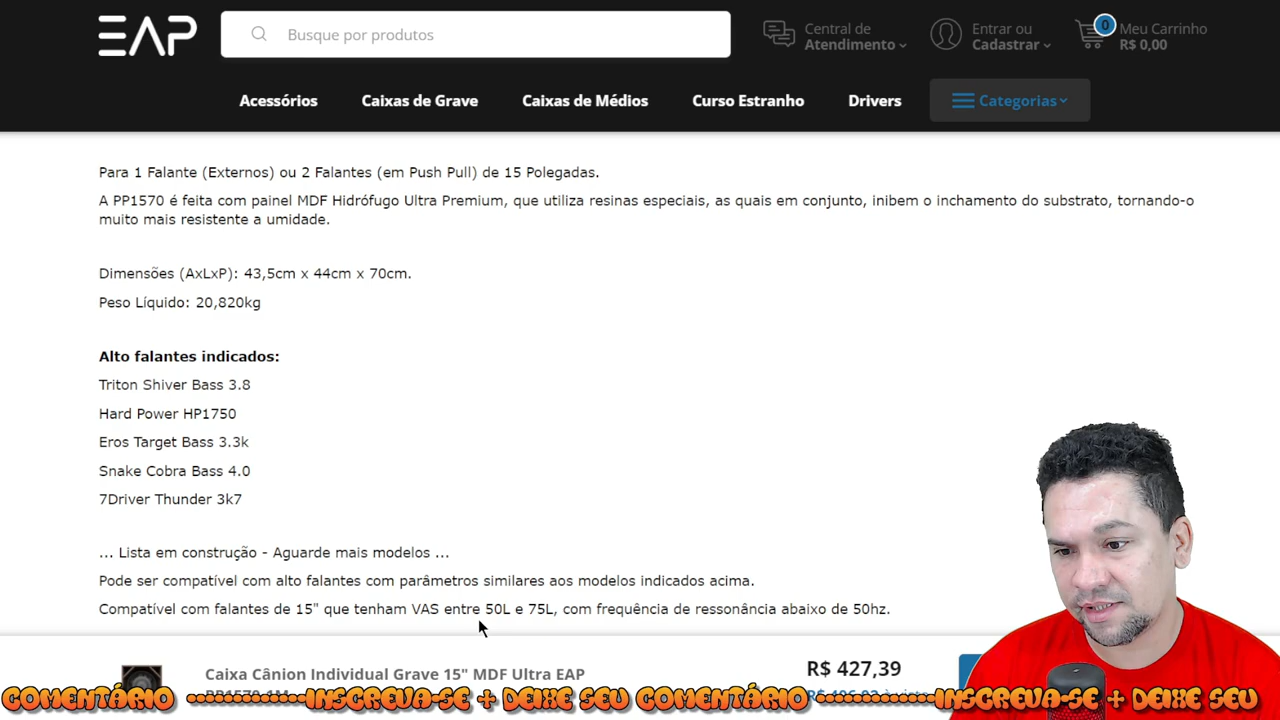 EAP
Busque por produtos
Central de
Atendimento
Entrar ou
Cadastrar
0
Meu Carrinho
R$ 0,00
Acessórios
Caixas de Grave
Caixas de Médios
Curso Estranho
Drivers
Categorias
Para 1 Falante (Externos) ou 2 Falantes (em Push Pull) de 15 Polegadas.
A PP1570 é feita com painel MDF Hidrófugo Ultra Premium, que utiliza resinas especiais, as quais em conjunto, inibem o inchamento do substrato, tornando-o
muito mais resistente a umidade.
Dimensões (AxLxP): 43,5cm x 44cm x 70cm.
Peso Líquido: 20,820kg
Alto falantes indicados:
Triton Shiver Bass 3.8
Hard Power HP1750
Eros Target Bass 3.3k
Snake Cobra Bass 4.0
7Driver Thunder 3k7
... Lista em construção - Aguarde mais modelos ...
Pode ser compatível com alto falantes com parâmetros similares aos modelos indicados acima.
Compatível com falantes de 15" que tenham VAS entre 50L e 75L, com frequência de ressonância abaixo de 50hz.
Caixa Cânion Individual Grave 15" MDF Ultra EAP
R$ 427,39
COMENTÁRIO ----------------INSCREVA-SE + DEIXE SEU COMENTÁRIO ----------------INSCREVA-SE + DEIXE SEU